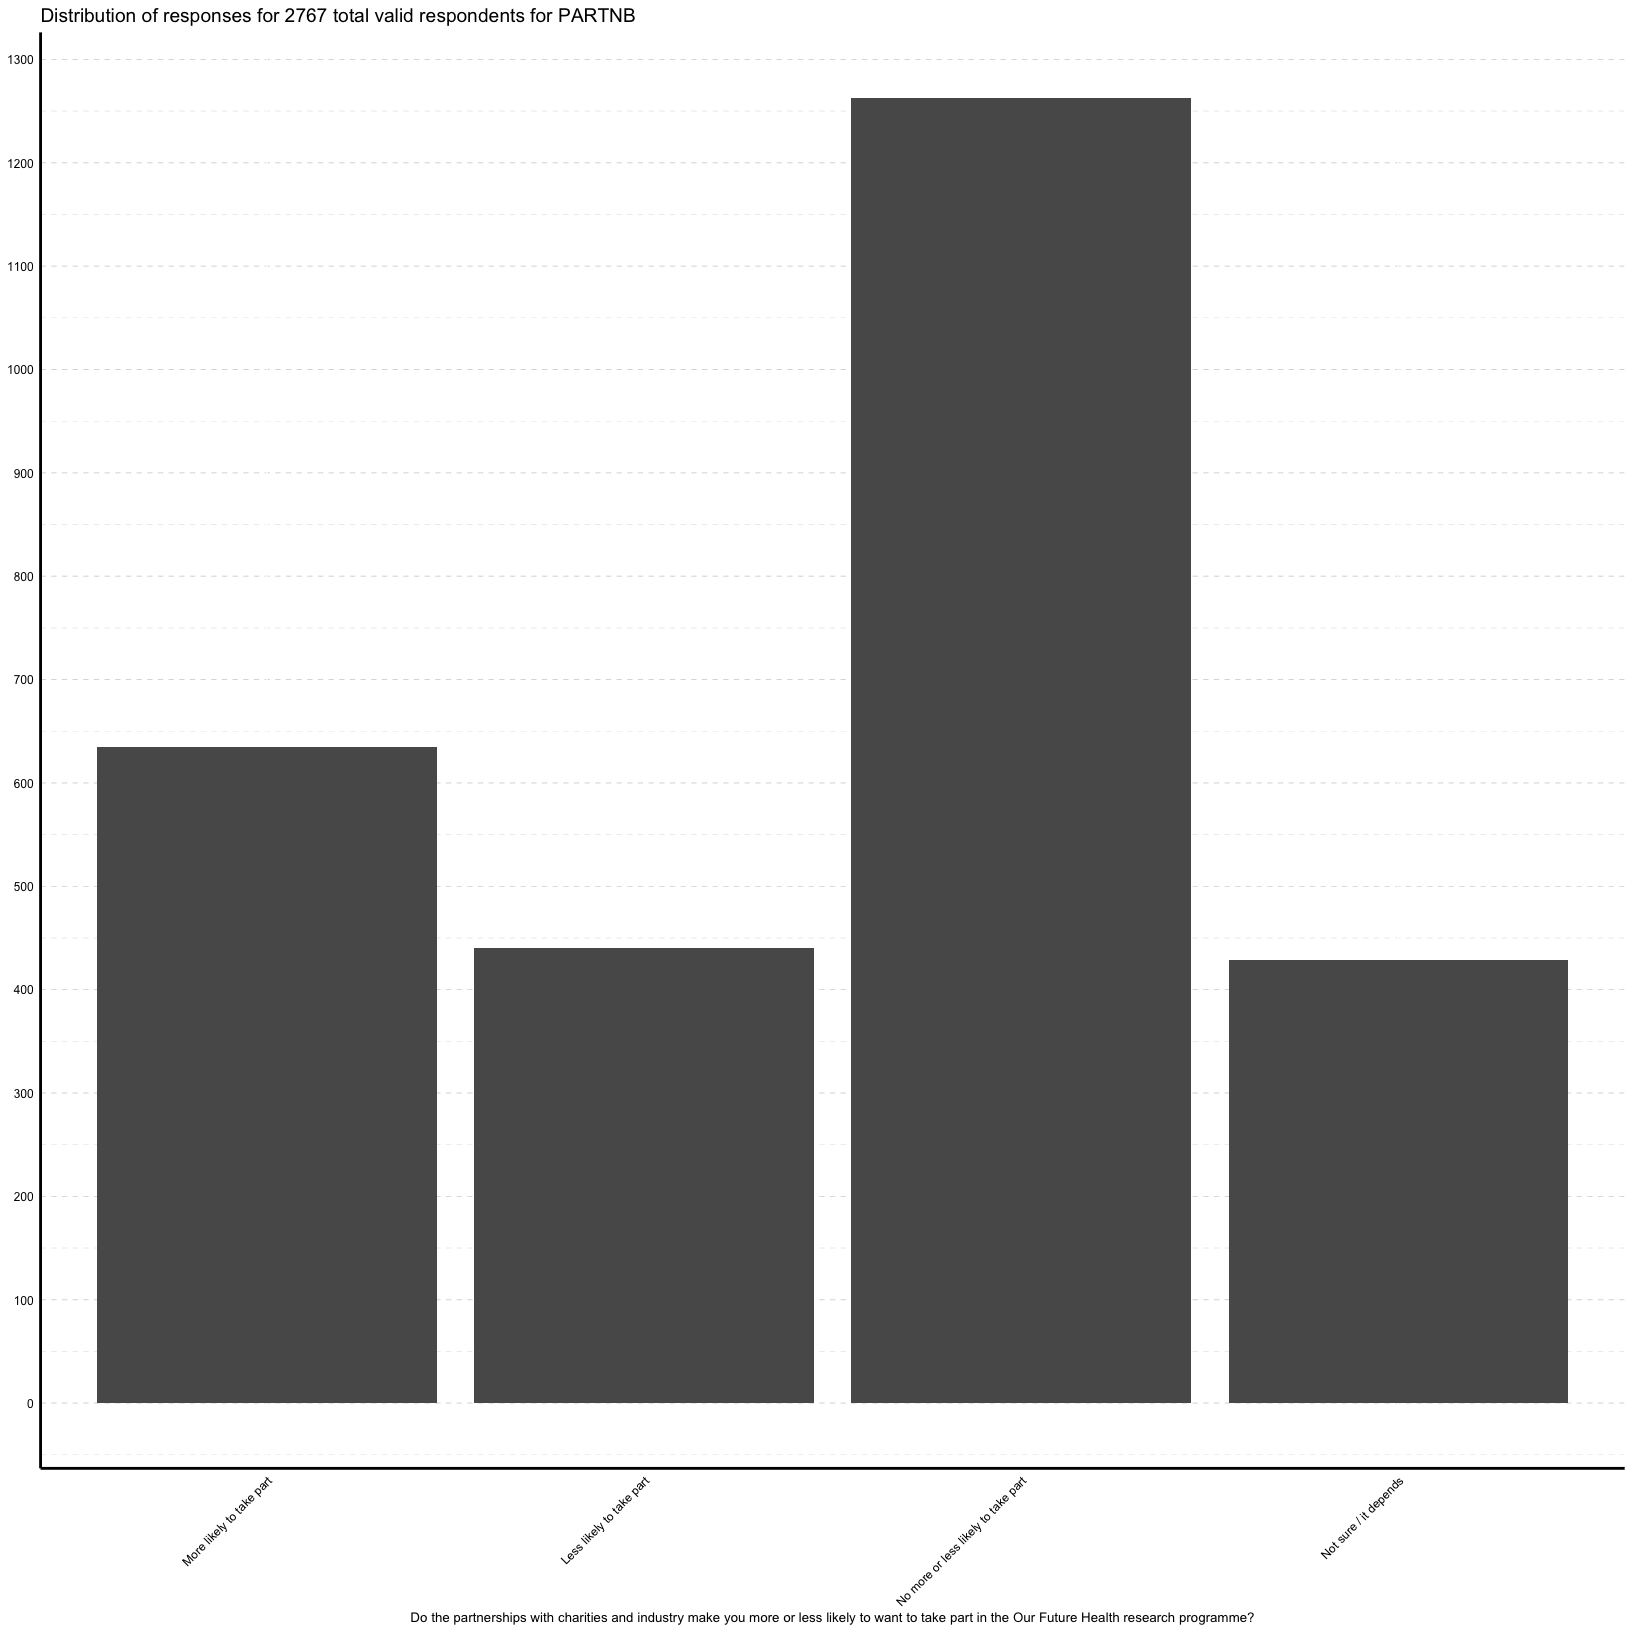 Distribution of responses for 2767 total valid respondents for PARTNB
1300
1200
1100
1000
900
800
700
600
500
400
300
200
100
0
More likely to take part
Less likely to take part
No more or less likely to take part
Not sure / it depends
Do the partnerships with charities and industry make you more or less likely to want to take part in the Our Future Health research programme?